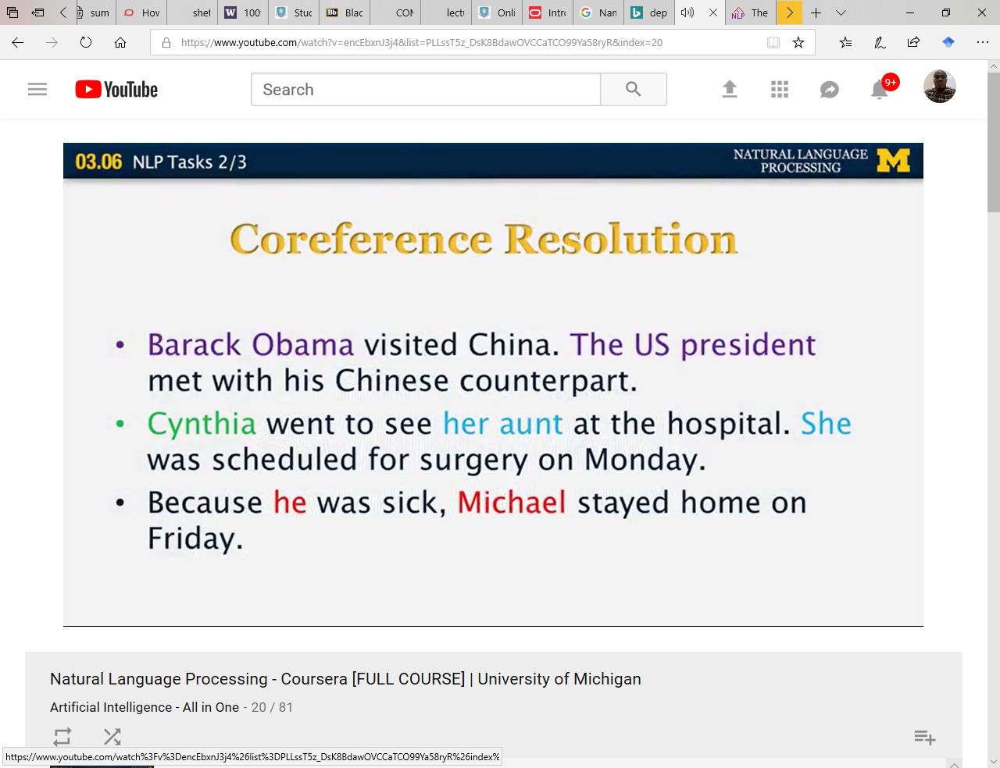 sum
Hov
shef
100
Stuc
Blac
CON
lectu
Onli
Intro
Nan
dep
The
https://www.youtube.com/watch?v=encEbxnJ3j4&list=PLLssT5z_DsK8BdawOVCCaTCO99Ya58ryR&index=20
YouTube
Search
9+
03.06 NLP Tasks 2/3
NATURAL LANGUAGE
PROCESSING
M
Coreference Resolution
• Barack Obama visited China. The US president
met with his Chinese counterpart.
• Cynthia went to see her aunt at the hospital. She
was scheduled for surgery on Monday.
• Because he was sick, Michael stayed home on
Friday.
Natural Language Processing - Coursera [FULL COURSE] | University of Michigan
Artificial Intelligence - All in One - 20 / 81
https://www.youtube.com/watch%3Fv%3DencEbxnJ3j4%26list%3DPLLssT5z_DsK8BdawOVCCaTCO99Ya58ryR%26index%